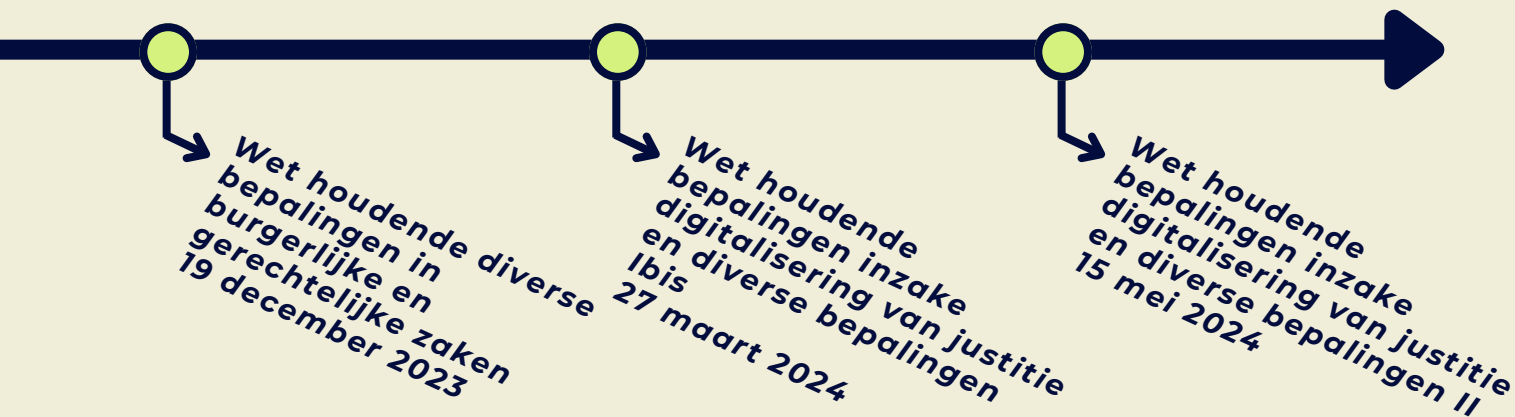 Wet houdende diverse
bepalingen in
burgerlijke en
gerechtelijke zaken
19 december 2023
Wet houdende
bepalingen inzake
digitalisering van justitie
en diverse bepalingen
Ibis
27 maart 2024
Wet houdende
bepalingen inzake
digitalisering van justitie
en diverse bepalingen II
15 mei 2024